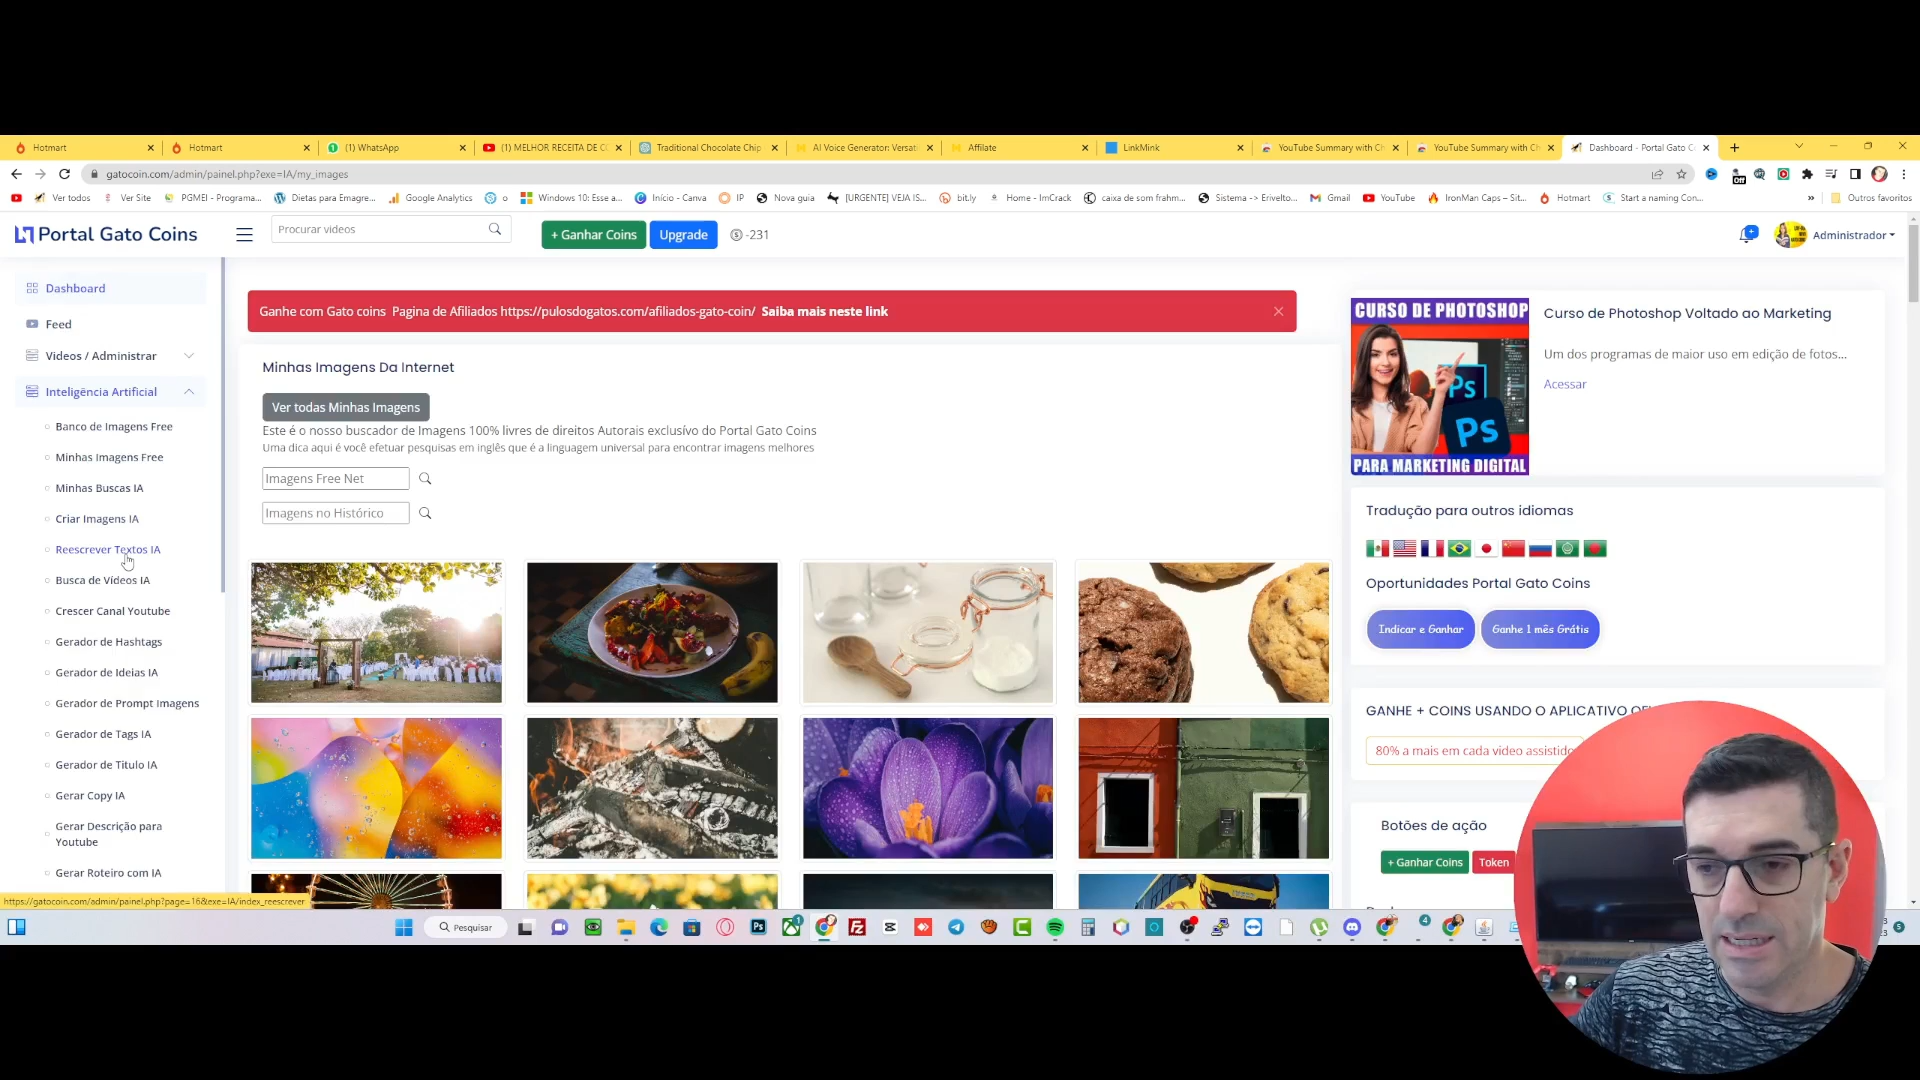 Hotmart
Hotmart
(1) WhatsApp
(1) MELHOR RECEITA DE CO
Traditional Chocolate Chip
AI Voice Generator: Versati
Affiliate
LinkMink
YouTube Summary with Ch
YouTube Summary with Ch
Dashboard - Portal Gato C
gatocoin.com/admin/painel.php?exe=IA/my_images
Off
Ver todos
Ver Site
PGMEI - Programa...
Dietas para Emagre...
Google Analytics
o
Windows 10: Esse a...
Início - Canva
IP
Nova guia
[URGENTE] VEJA IS...
bit.ly
Home - ImCrack
caixa de som frahm...
Sistema -> Erivelto...
Gmail
YouTube
IronMan Caps – Sit...
Hotmart
Start a naming Con...
»
Outros favoritos
Portal Gato Coins
Procurar videos
+ Ganhar Coins
Upgrade
-231
Administrador
Dashboard
Feed
Videos / Administrar
Inteligência Artificial
Banco de Imagens Free
Minhas Imagens Free
Minhas Buscas IA
Criar Imagens IA
Reescrever Textos IA
Busca de Vídeos IA
Crescer Canal Youtube
Gerador de Hashtags
Gerador de Ideias IA
Gerador de Prompt Imagens
Gerador de Tags IA
Gerador de Titulo IA
Gerar Copy IA
Gerar Descrição para
Youtube
Gerar Roteiro com IA
Ganhe com Gato coins Pagina de Afiliados https://pulosdogatos.com/afiliados-gato-coin/ Saiba mais neste link
Minhas Imagens Da Internet
Ver todas Minhas Imagens
Este é o nosso buscador de Imagens 100% livres de direitos Autorais exclusívo do Portal Gato Coins
Uma dica aqui é você efetuar pesquisas em inglês que é a linguagem universal para encontrar imagens melhores
Imagens Free Net
Imagens no Histórico
CURSO DE PHOTOSHOP
Ps
Ps
PARA MARKETING DIGITAL
Curso de Photoshop Voltado ao Marketing
Um dos programas de maior uso em edição de fotos...
Acessar
Tradução para outros idiomas
Oportunidades Portal Gato Coins
Indicar e Ganhar
Ganhe 1 mês Grátis
GANHE + COINS USANDO O APLICATIVO
80% a mais em cada video assistido
Botões de ação
+ Ganhar Coins
Token
https://gatocoin.com/admin/painel.php?page=16&exe=IA/index_reescrever
Pesquisar